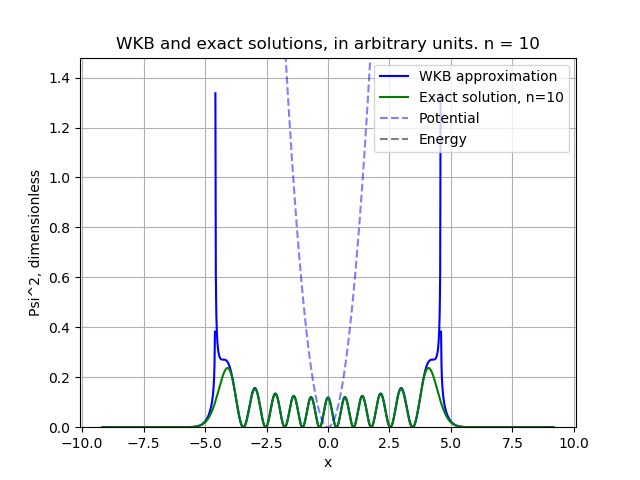 WKB and exact solutions, in arbitrary units. n = 10
WKB approximation
Exact solution, n=10
Potential
Energy
Psi^2, dimensionless
1.4
1.2
1.0
0.8
0.6
0.4
0.2
0.0
−10.0 −7.5 −5.0 −2.5 0.0 2.5 5.0 7.5 10.0
x